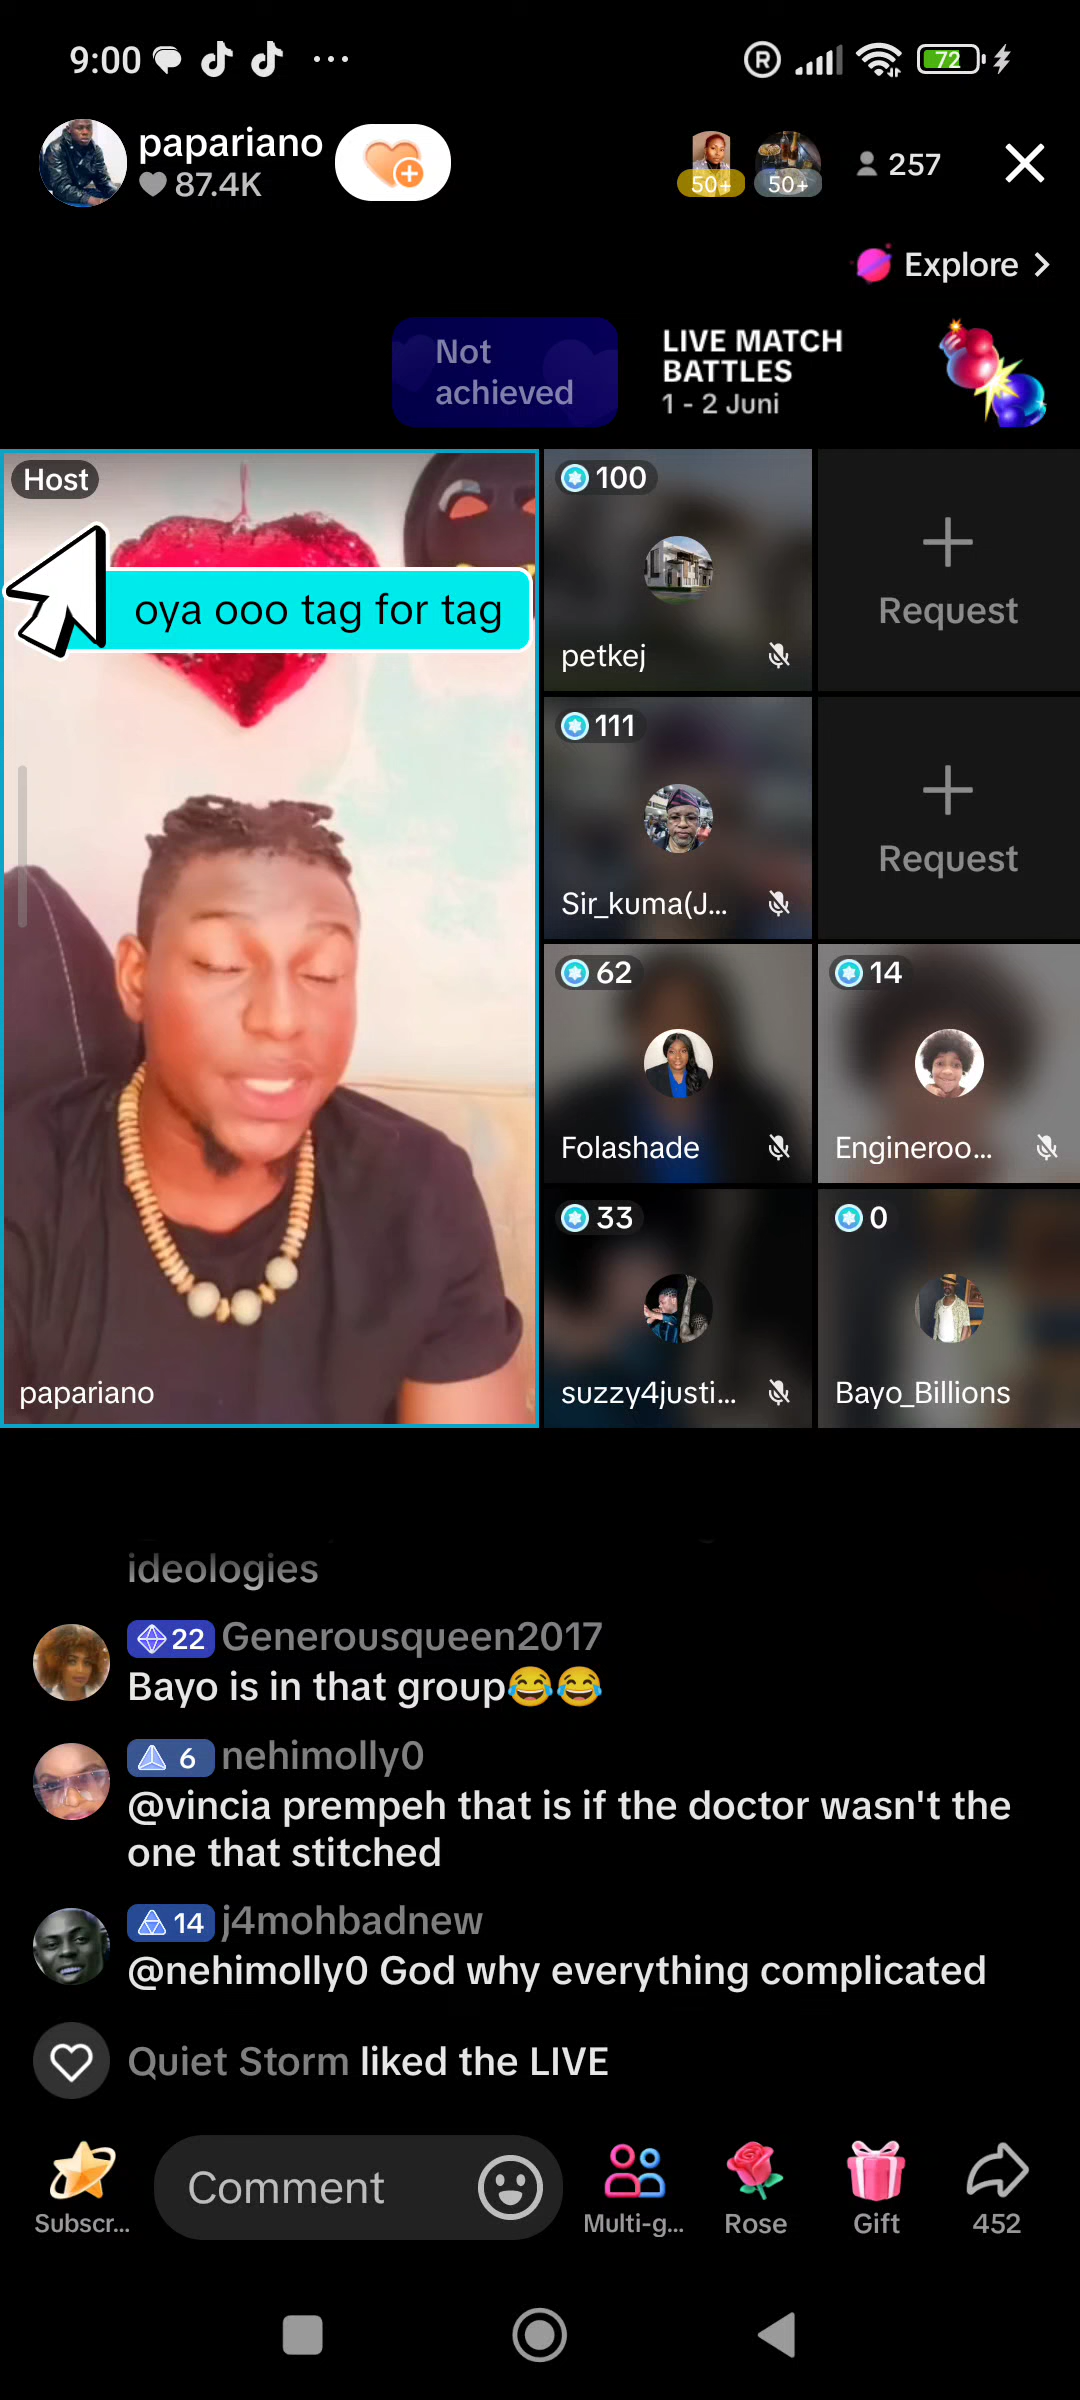 9:00
72
papariano
87.4K
50+
50+
257
Explore
Not
achieved
LIVE MATCH
BATTLES
1 - 2 Juni
Host
oya ooo tag for tag
papariano
100
petkej
Request
111
Sir_kuma(J...
Request
62
Folashade
14
Engineroo...
33
suzzy4justi...
0
Bayo_Billions
ideologies
22 Generousqueen2017
Bayo is in that group😂😂
6 nehimolly0
@vincia prempeh that is if the doctor wasn't the
one that stitched
14 j4mohbadnew
@nehimolly0 God why everything complicated
Quiet Storm liked the LIVE
Subscr...
Comment
Multi-g...
Rose
Gift
452